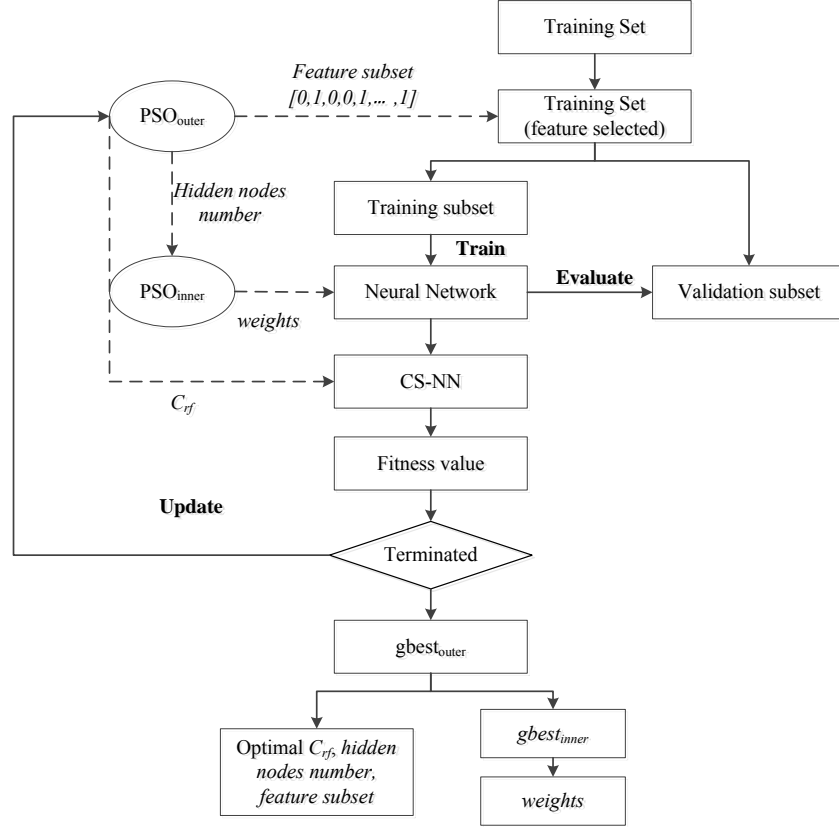 Training Set
Feature subset
[0,1,0,0,1,... ,1]
PSOouter
Training Set
(feature selected)
Hidden nodes
number
Training subset
Train
PSOinner
weights
Neural Network
Evaluate
Validation subset
CS-NN
Crf
Fitness value
Update
Terminated
gbestouter
Optimal Crf, hidden
nodes number,
feature subset
gbestinner
weights